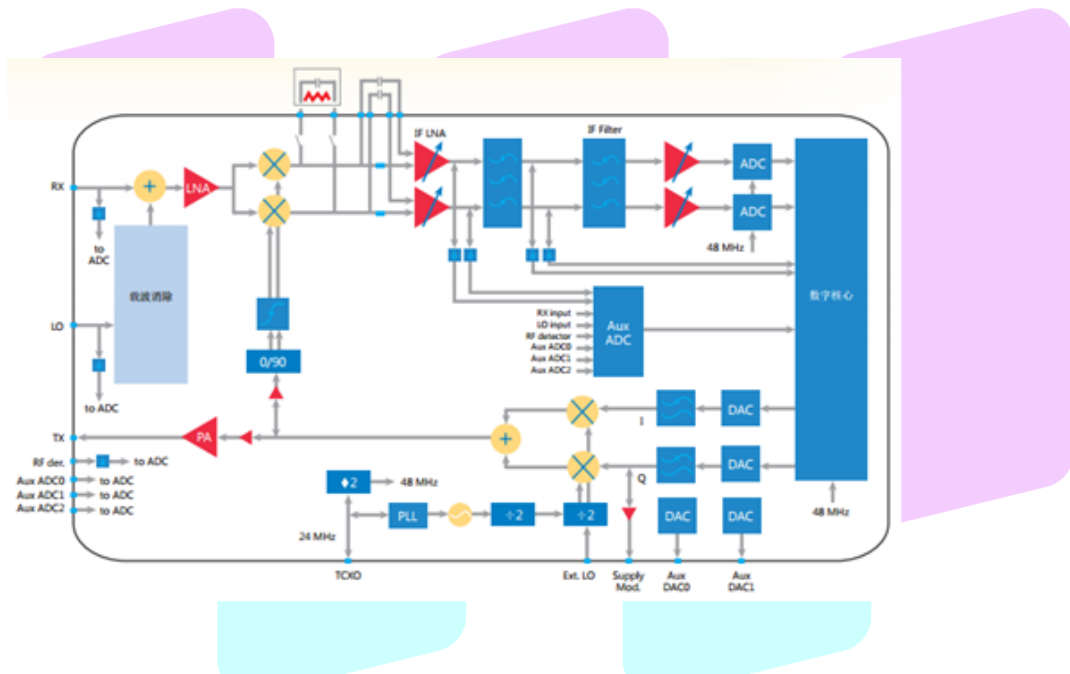 IF LNA
IF Filter
RX
LNA
ADC
ADC
to
ADC
48 MHz
载波消除
数字核心
LO
RX input
LO input
RF detector
Aux ADC0
Aux ADC1
Aux ADC2
Aux
ADC
0/90
to ADC
TX
PA
I
DAC
RF der.
to ADC
Aux ADC0
to ADC
Aux ADC1
to ADC
Aux ADC2
to ADC
Q
DAC
48 MHz
PLL
÷2
÷2
DAC
DAC
48 MHz
24 MHz
TCXO
Ext. LO
Supply
Mod.
Aux
DAC0
Aux
DAC1